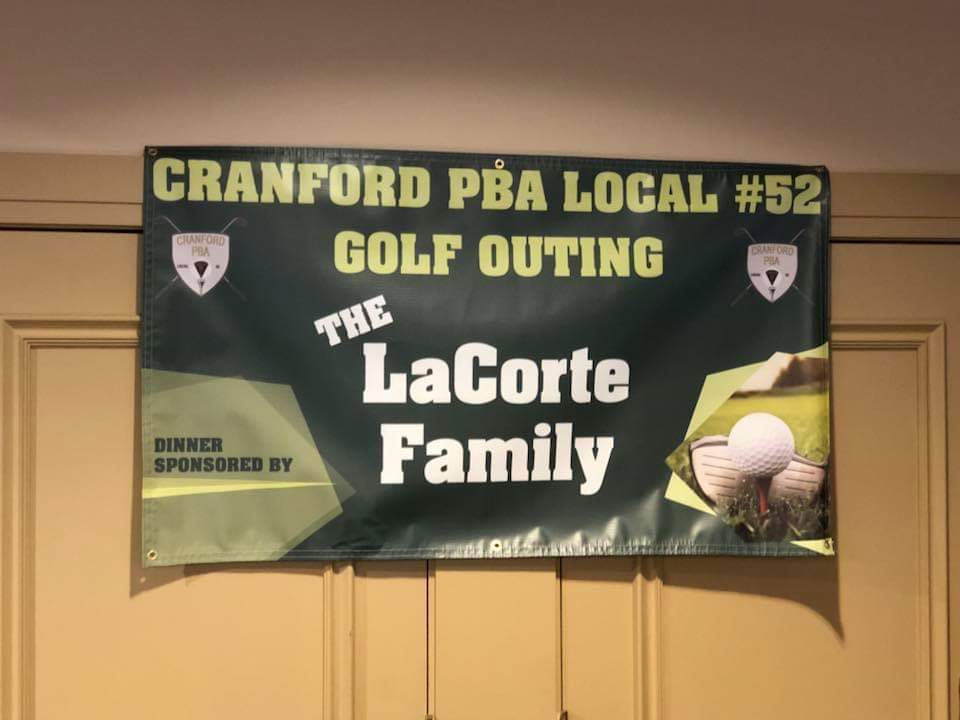 CRANFORD PBA LOCAL #52
GOLF OUTING
CRANFORD
PBA
CRANFORD
PBA
THE
LaCorte
Family
DINNER
SPONSORED BY